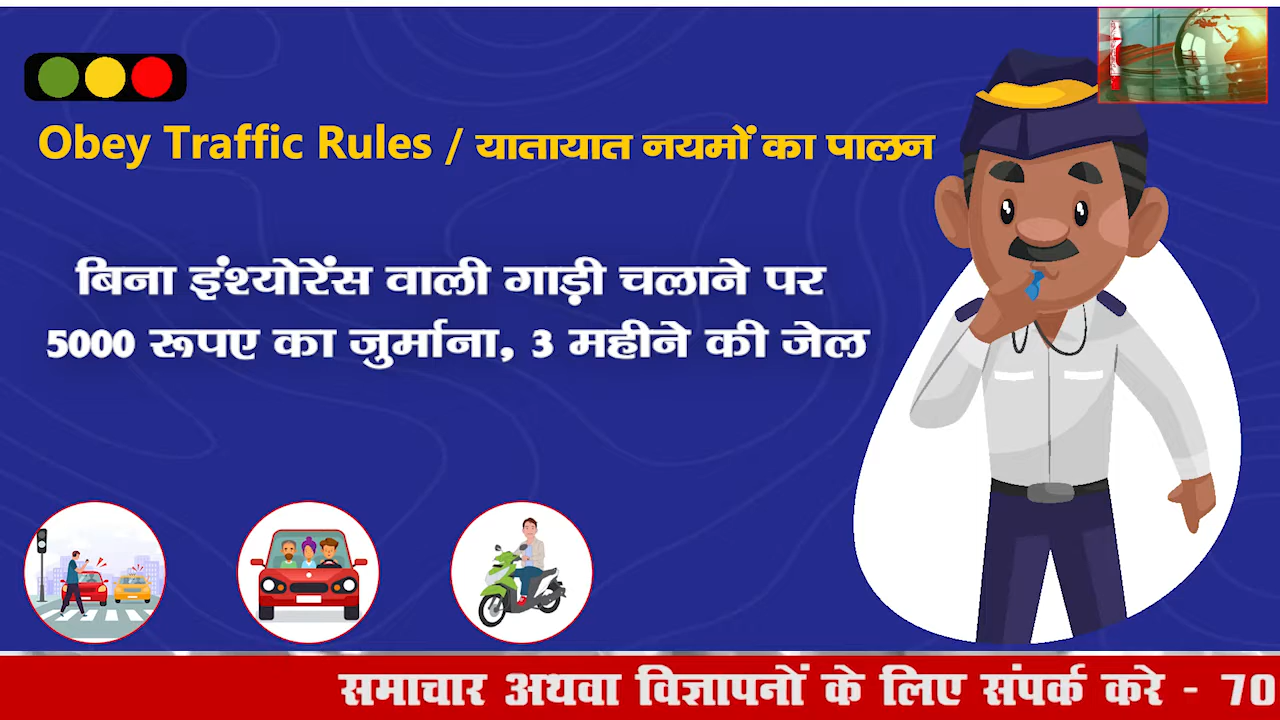 Obey Traffic Rules / यातायात नयमों का पालन
बिना इंश्योरेंस वाली गाड़ी चलाने पर
5000 रूपए का जुर्माना, 3 महीने की जेल
समाचार अथवा विज्ञापनों के लिए संपर्क करे - 70